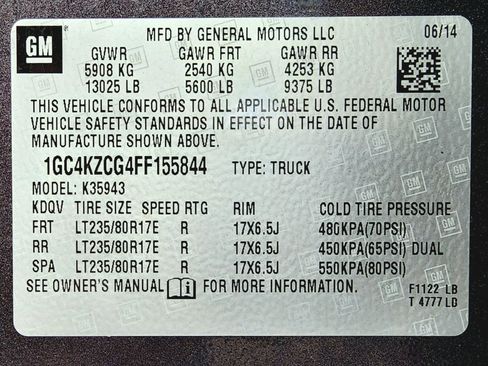 GM
MFD BY GENERAL MOTORS LLC 06/14
GVWR GAWR FRT GAWR RR
5908 KG 2540 KG 4253 KG
13025 LB 5600 LB 9375 LB
THIS VEHICLE CONFORMS TO ALL APPLICABLE U.S. FEDERAL MOTOR
VEHICLE SAFETY STANDARDS IN EFFECT ON THE DATE OF
MANUFACTURE SHOWN ABOVE.
1GC4KZCG4FF155844 TYPE: TRUCK
MODEL: K35943
KDQV TIRE SIZE SPEED RTG RIM COLD TIRE PRESSURE
FRT LT235/80R17E R 17X6.5J 480KPA(70PSI)
RR LT235/80R17E R 17X6.5J 450KPA(65PSI) DUAL
SPA LT235/80R17E R 17X6.5J 550KPA(80PSI)
SEE OWNER'S MANUAL FOR MORE INFORMATION.
F1122 LB
T 4777 LB